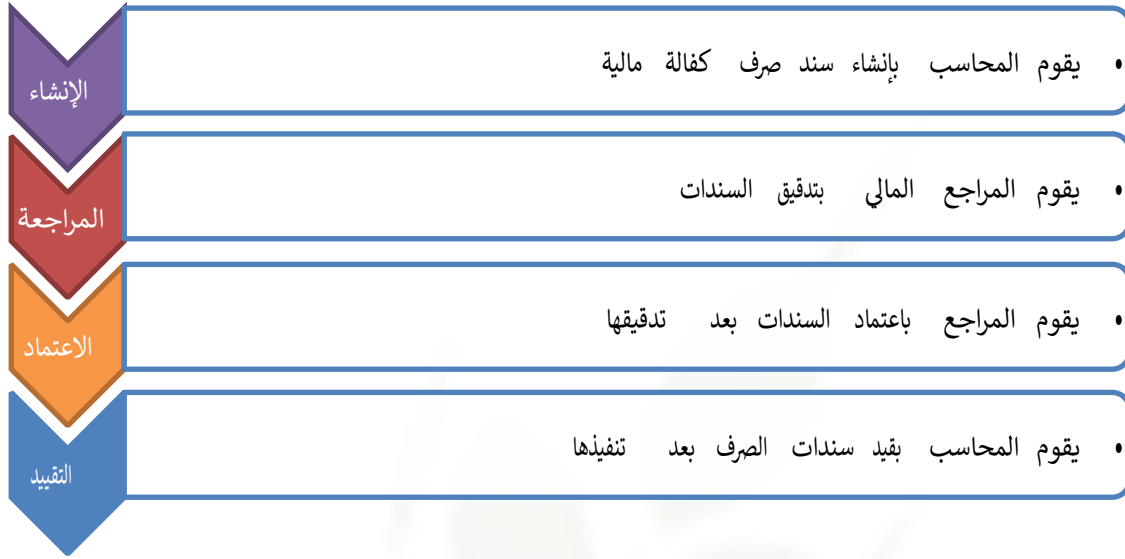 الإنشاء
• يقوم المحاسب بإنشاء سند صرف كفالة مالية
المراجعة
• يقوم المراجع المالي بتدقيق السندات
الاعتماد
• يقوم المراجع باعتماد السندات بعد تدقيقها
التقييد
• يقوم المحاسب بقيد سندات الصرف بعد تنفيذها